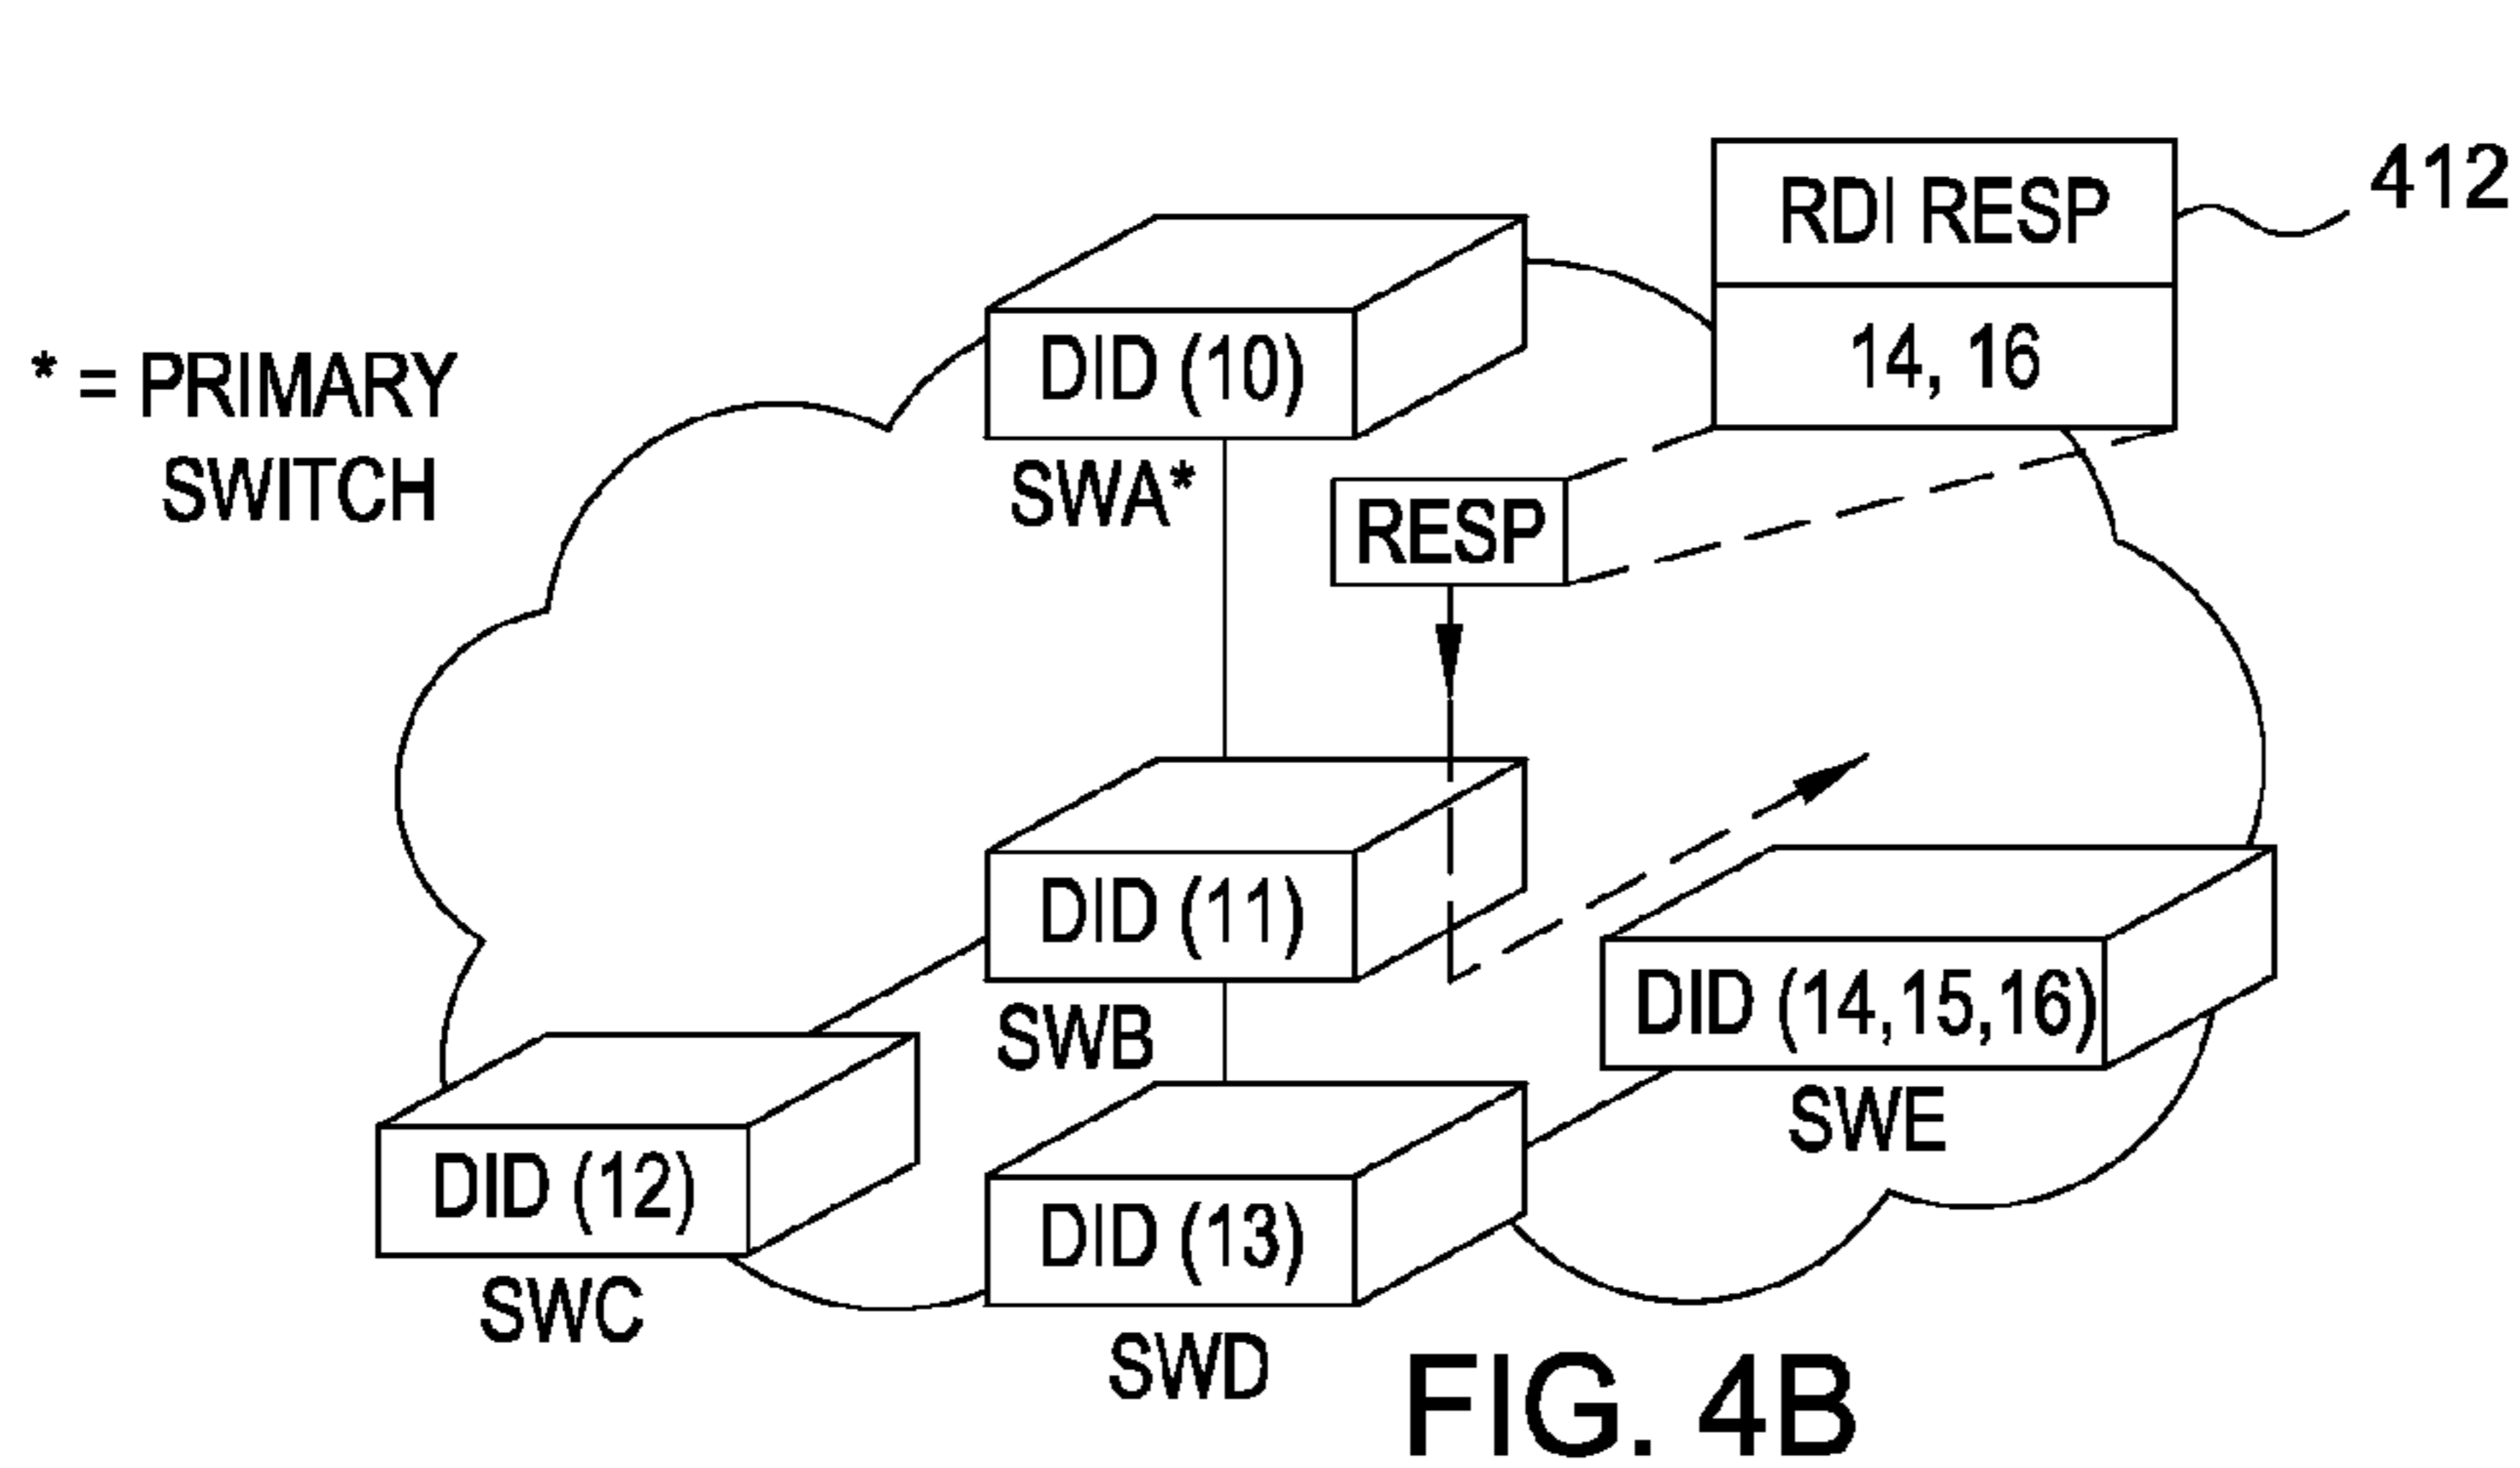 412
RDI RESP
14, 16
DID (10)
* = PRIMARY
SWITCH
SWA*
RESP
DID (11)
SWB
DID (14,15,16)
SWE
DID (12)
SWC
DID (13)
SWD
FIG. 4B